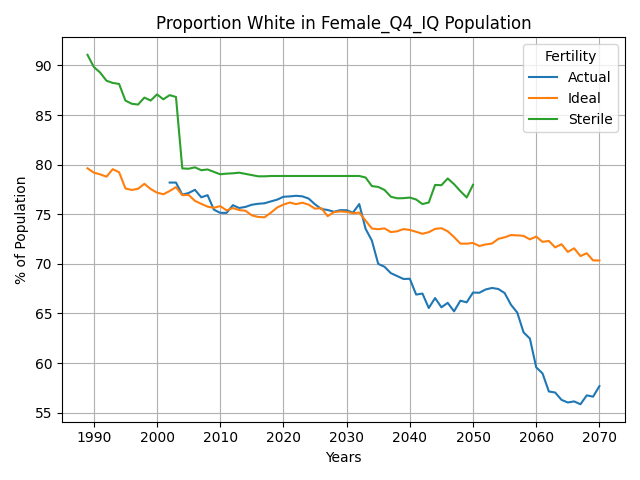 Proportion White in Female_Q4_IQ Population
Fertility
Actual
Ideal
Sterile
% of Population
90
85
80
75
70
65
60
55
1990 2000 2010 2020 2030 2040 2050 2060 2070
Years